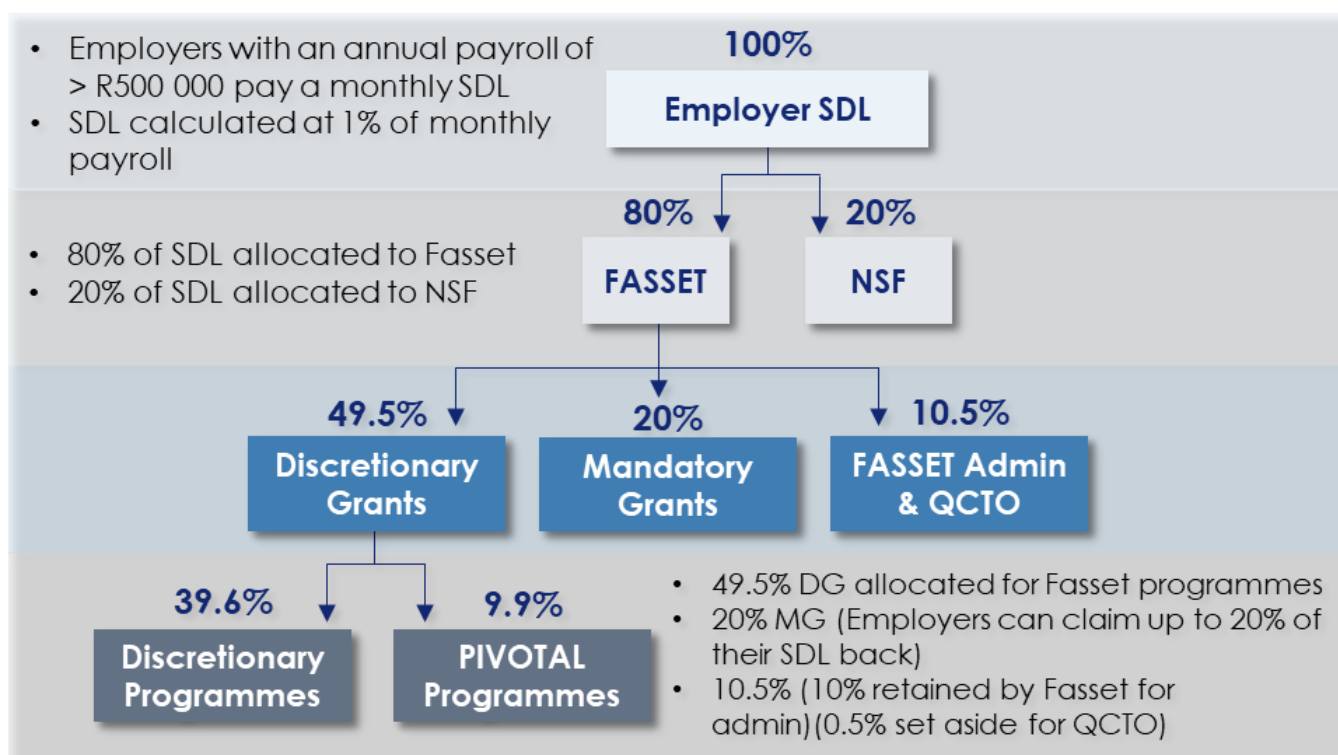 • Employers with an annual payroll of
> R500 000 pay a monthly SDL
• SDL calculated at 1% of monthly
payroll
100%
Employer SDL
• 80% of SDL allocated to Fasset
• 20% of SDL allocated to NSF
80%
20%
FASSET
NSF
49.5%
20%
10.5%
Discretionary
Grants
Mandatory
Grants
FASSET Admin
& QCTO
39.6%
9.9%
Discretionary
Programmes
PIVOTAL
Programmes
• 49.5% DG allocated for Fasset programmes
• 20% MG (Employers can claim up to 20% of
their SDL back)
• 10.5% (10% retained by Fasset for
admin)(0.5% set aside for QCTO)